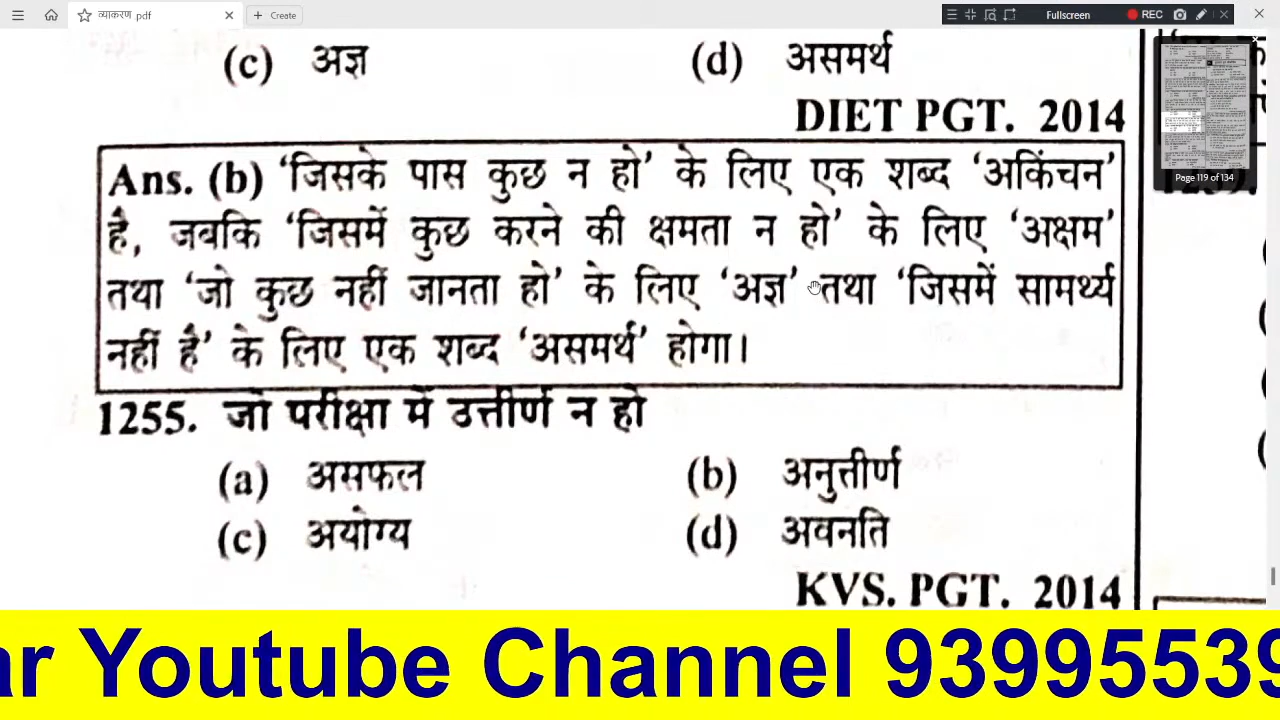 व्याकरण pdf
Create
Fullscreen
REC
(c) अज्ञ
(d) असमर्थ
DIET PGT. 2014
Ans. (b) ‘जिसके पास कुछ न हो’ के लिए एक शब्द ‘अकिंचन’
है, जबकि ‘जिसमें कुछ करने की क्षमता न हो’ के लिए ‘अक्षम’
तथा ‘जो कुछ नहीं जानता हो’ के लिए ‘अज्ञ’ तथा ‘जिसमें सामर्थ्य
नहीं है’ के लिए एक शब्द ‘असमर्थ’ होगा।
1255. जो परीक्षा में उत्तीर्ण न हो
(a) असफल
(b) अनुत्तीर्ण
(c) अयोग्य
(d) अवनति
KVS. PGT. 2014
Page 119 of 134
ar Youtube Channel 93995539